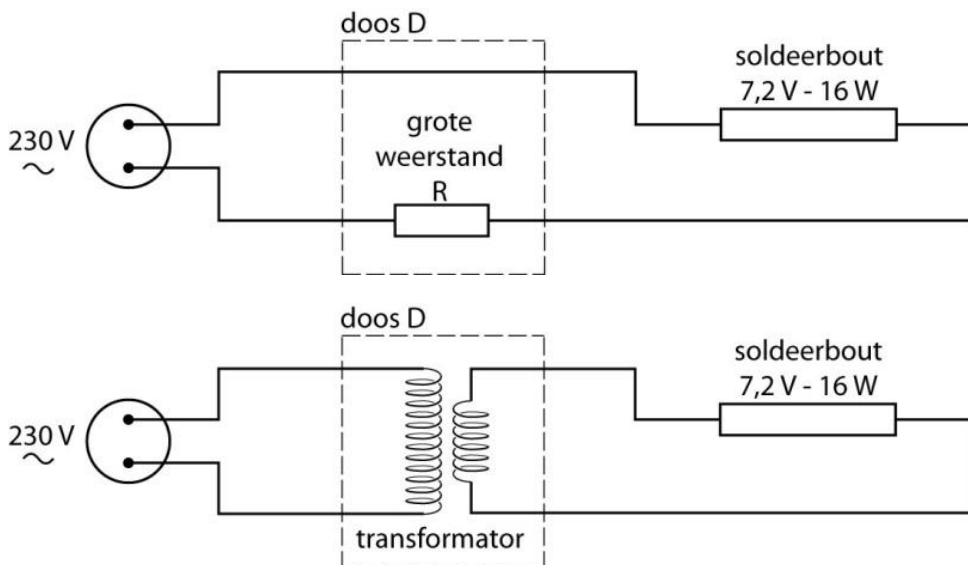 doos D
soldeerbout
7,2 V - 16 W
230 V
~
grote
weerstand
R
doos D
soldeerbout
7,2 V - 16 W
230 V
~
transformator